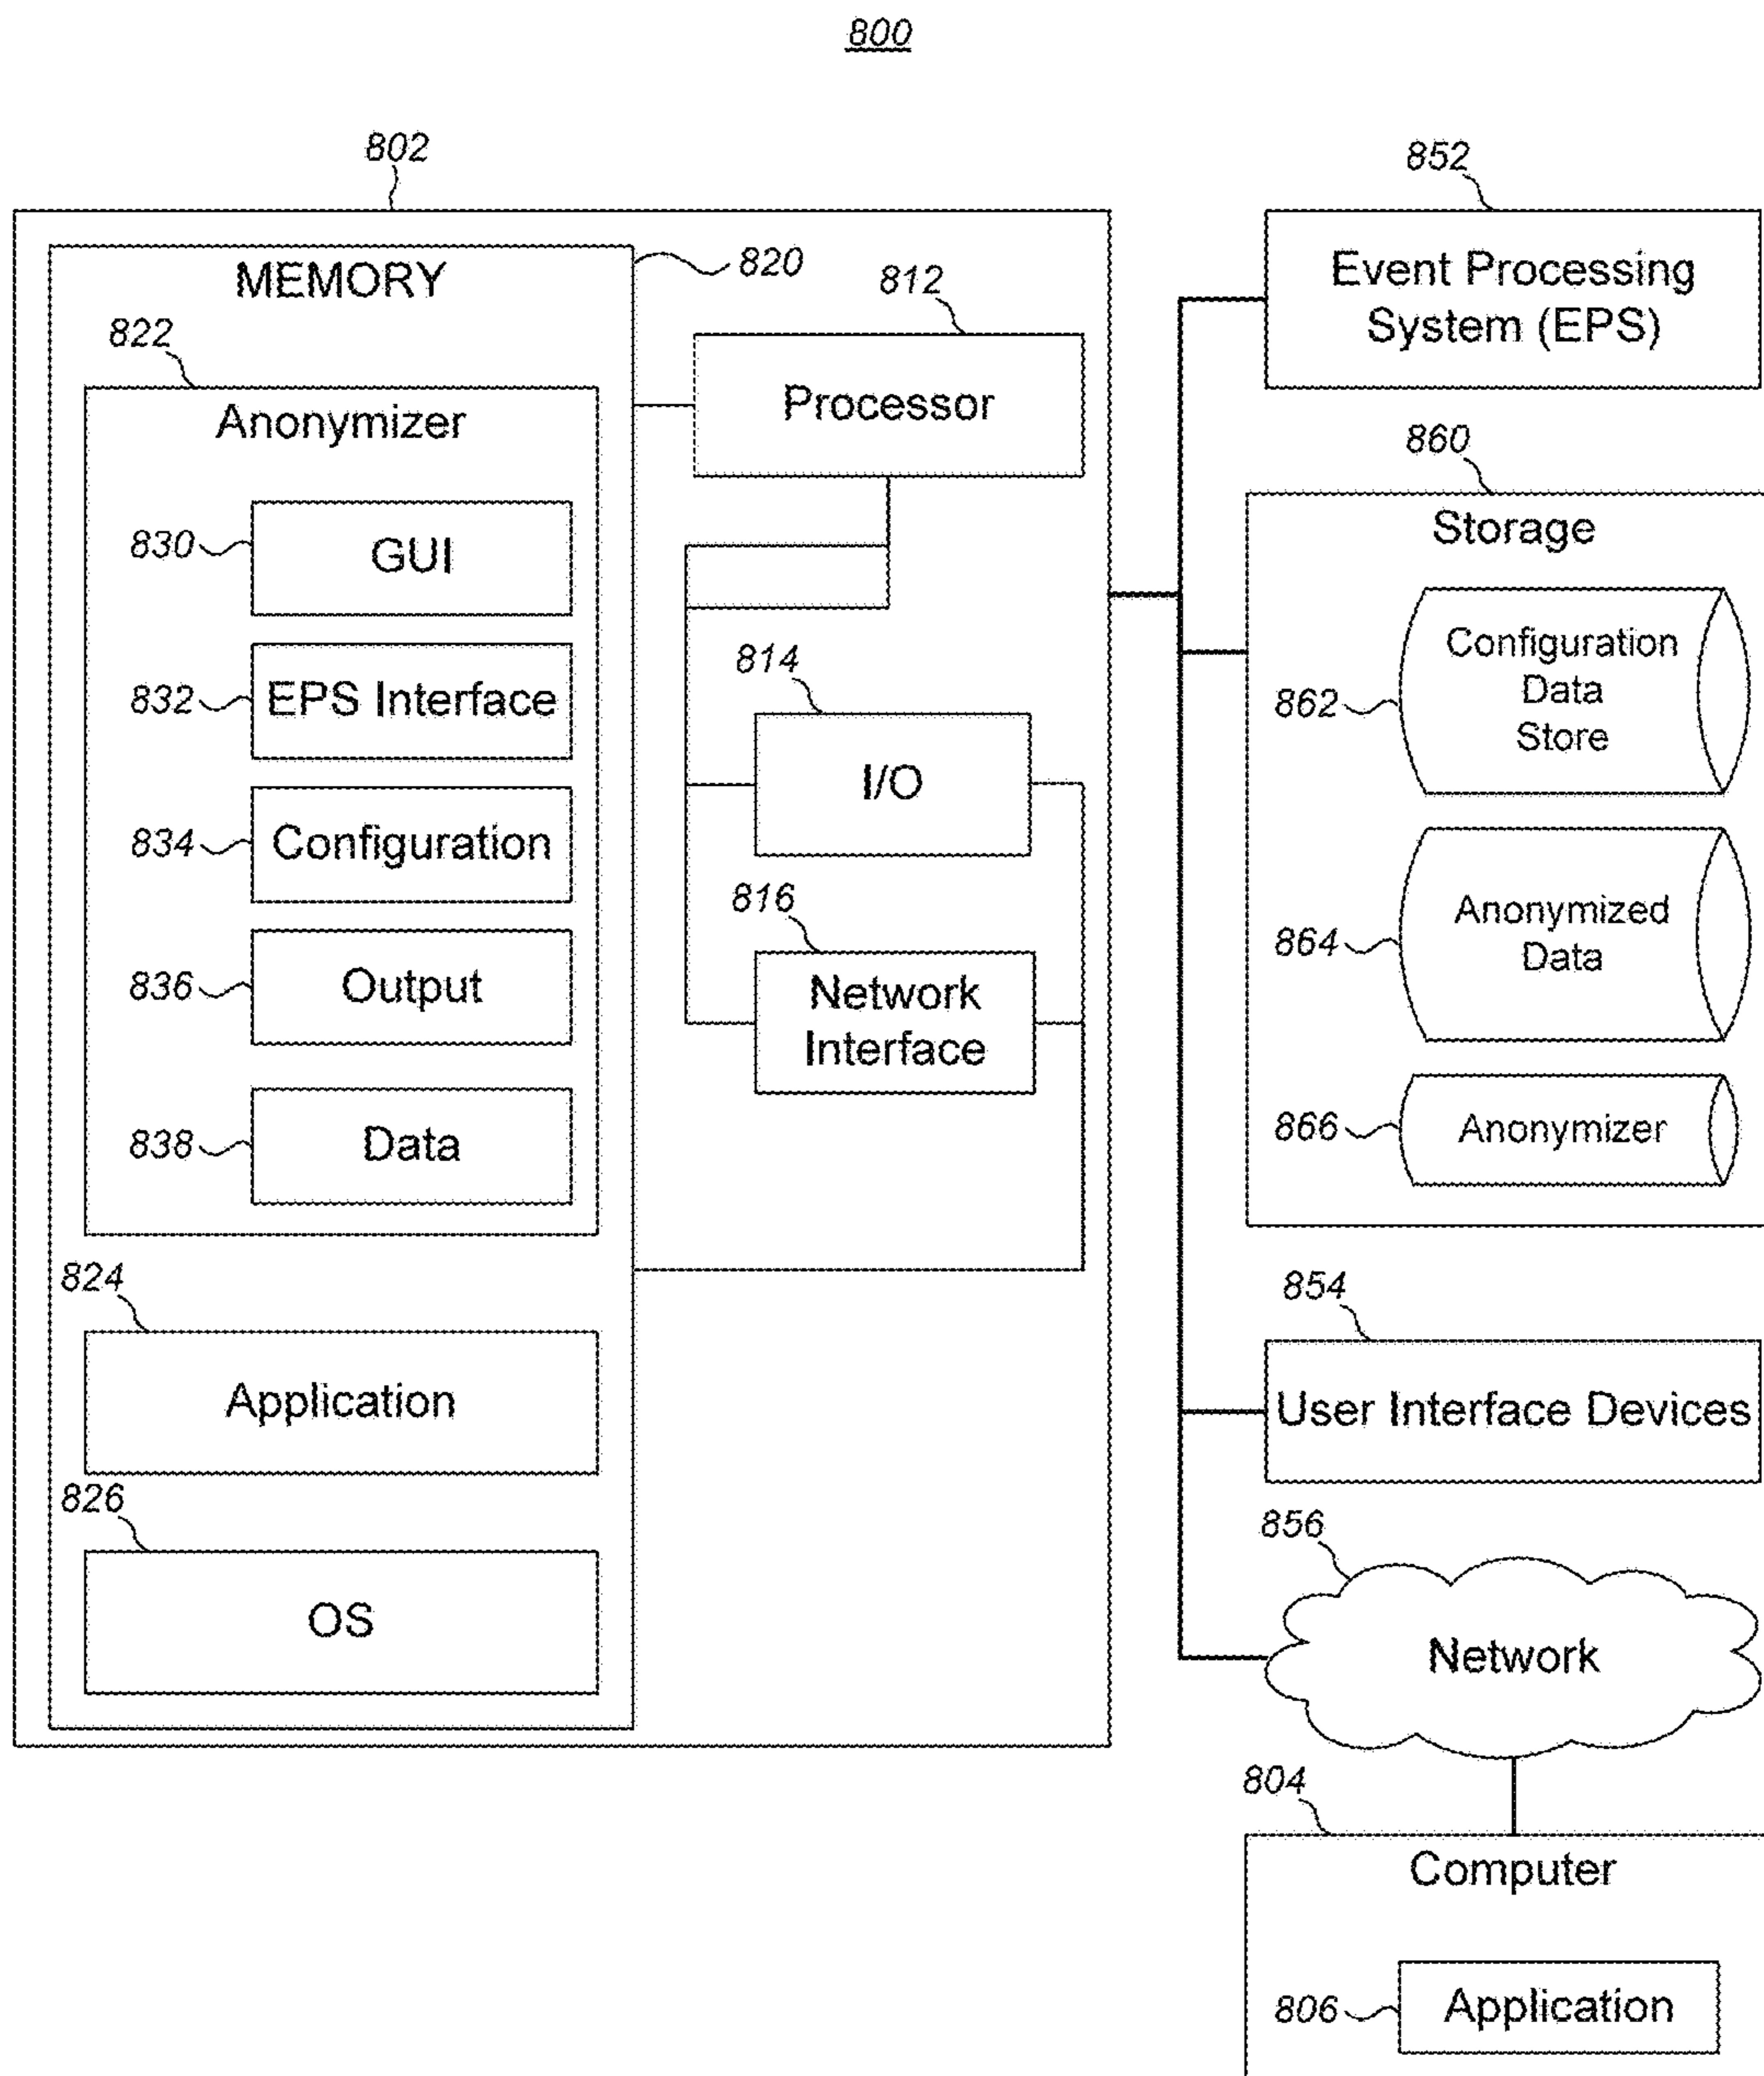 800
802
852
MEMORY
820
812
Event Processing
System (EPS)
822
Processor
Anonymizer
860
Storage
830
GUI
Configuration
Data
Store
814
862
832
EPS Interface
I/O
834
Configuration
816
Anonymized
Data
864
836
Output
Network
Interface
866
Anonymizer
838
Data
824
854
Application
User Interface Devices
826
856
OS
Network
804
Computer
806
Application